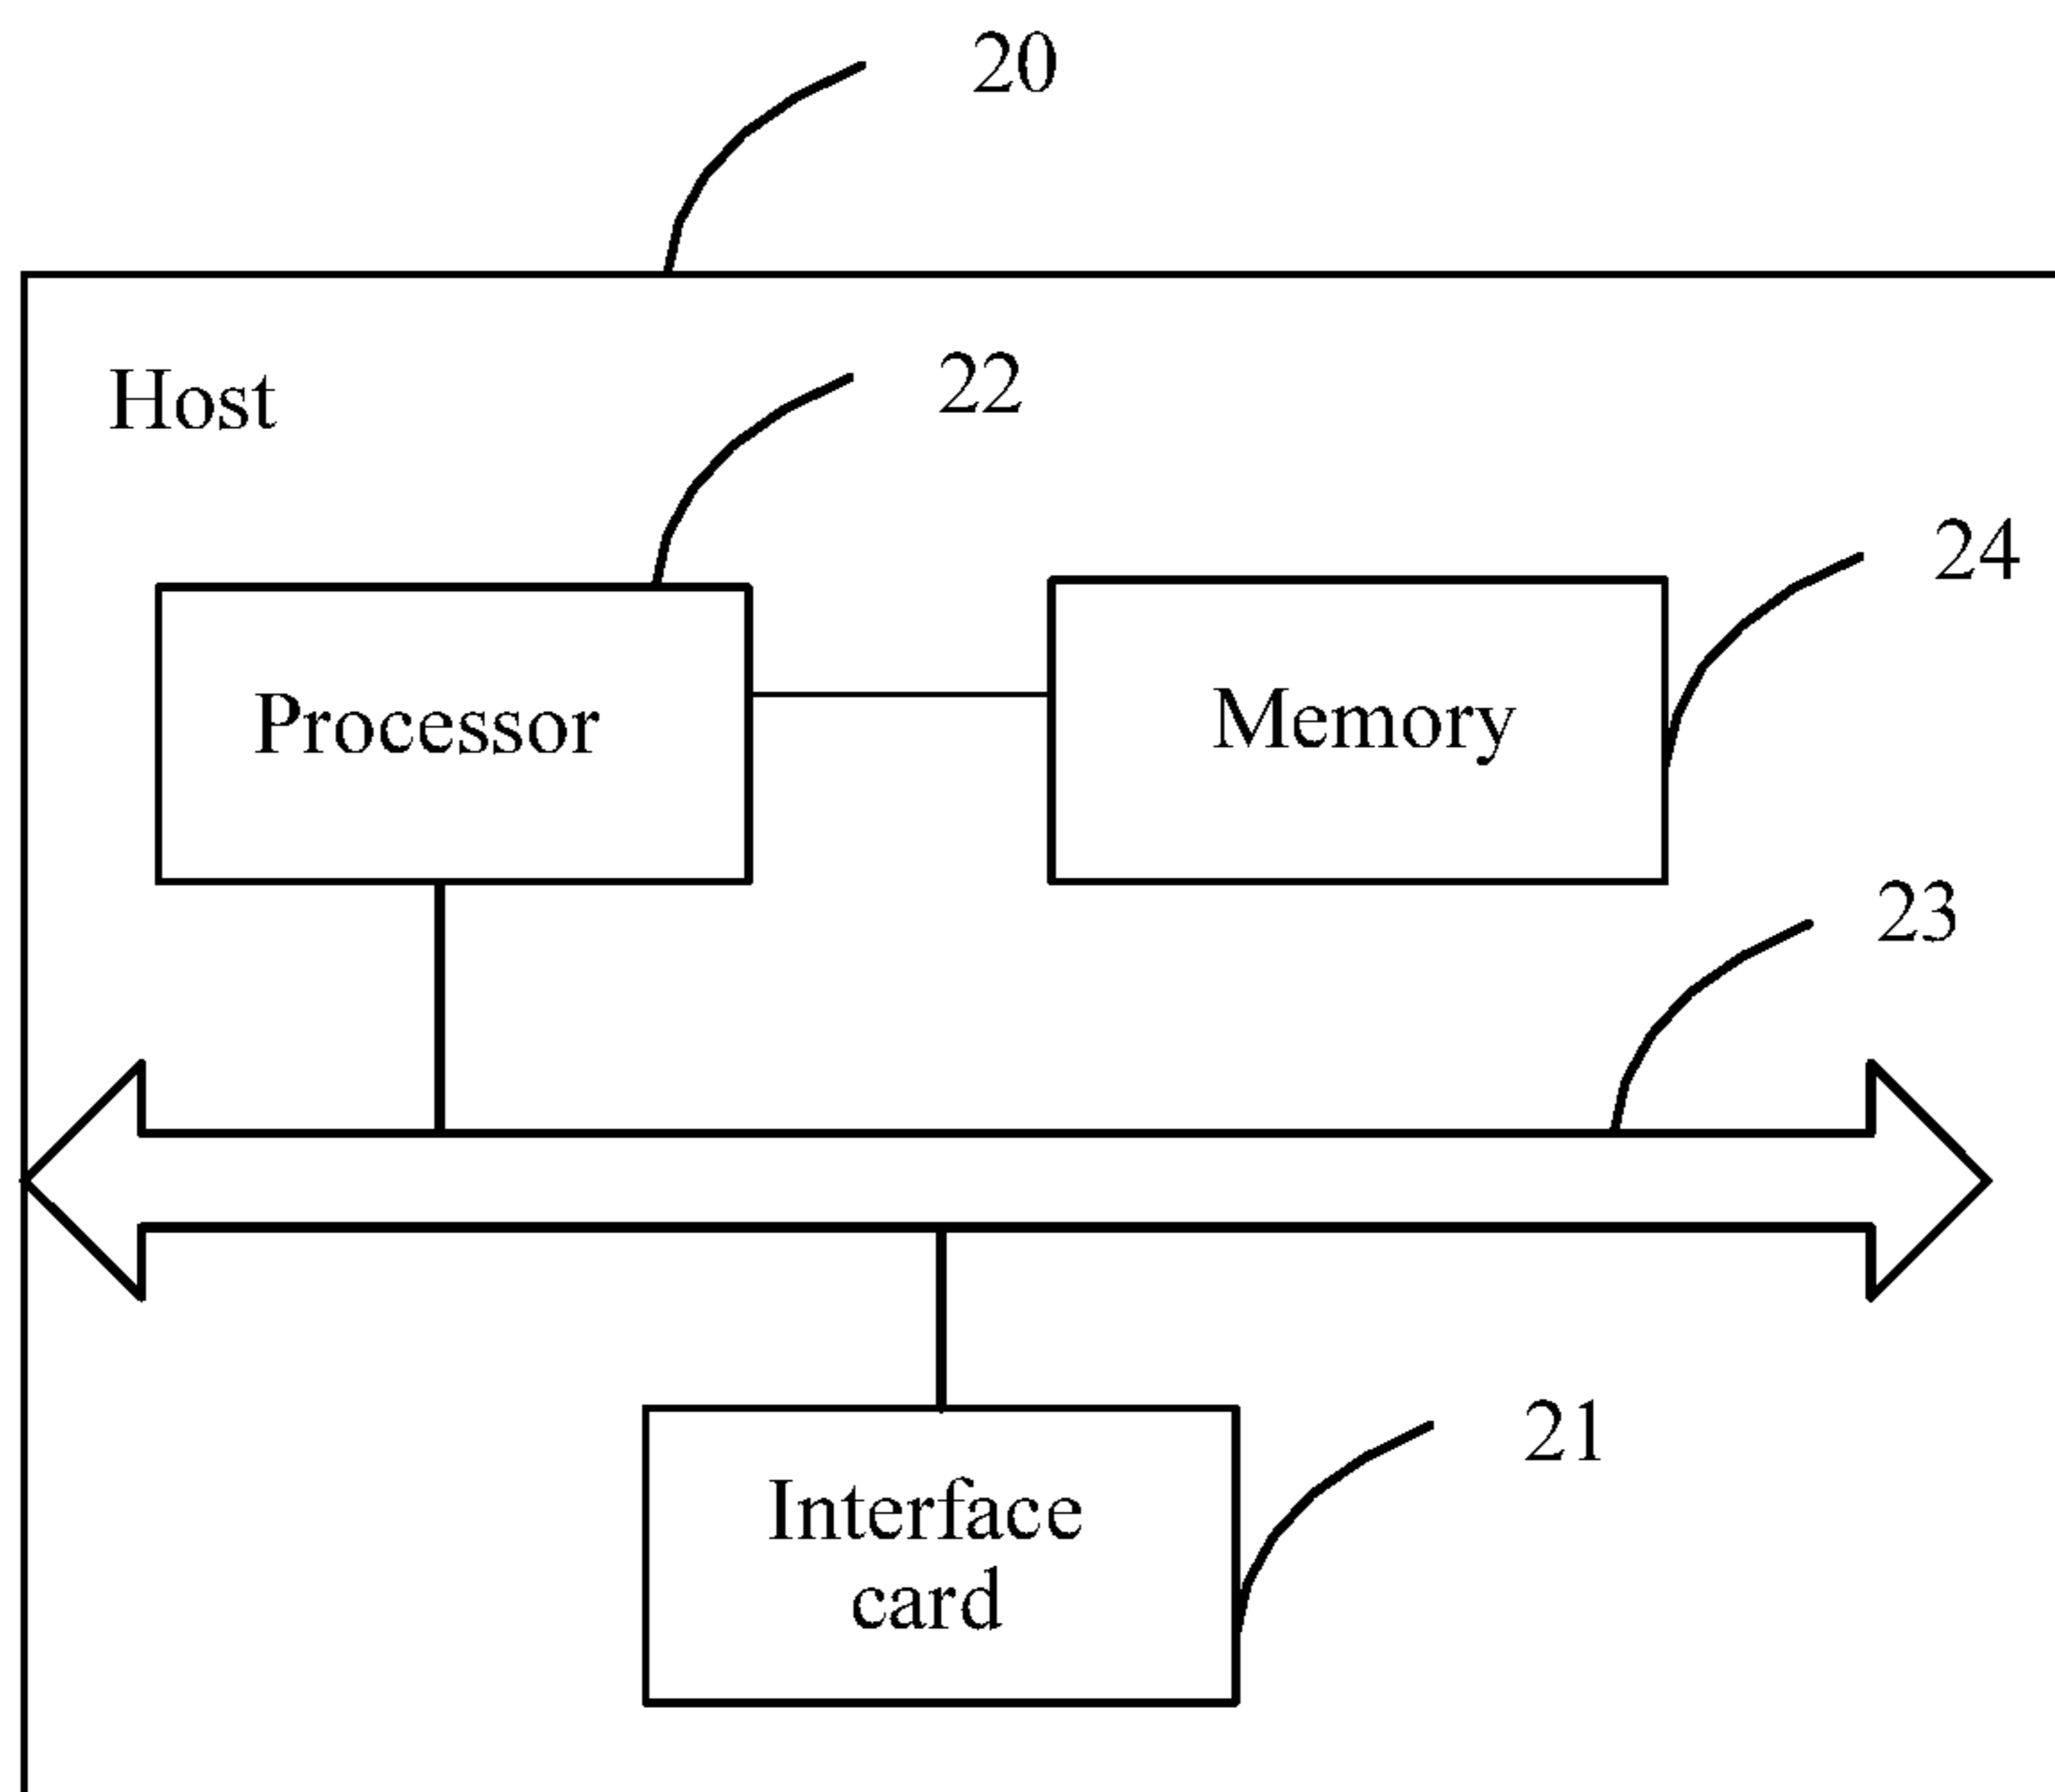 20
Host
22
24
Processor
Memory
23
21
Interface
card